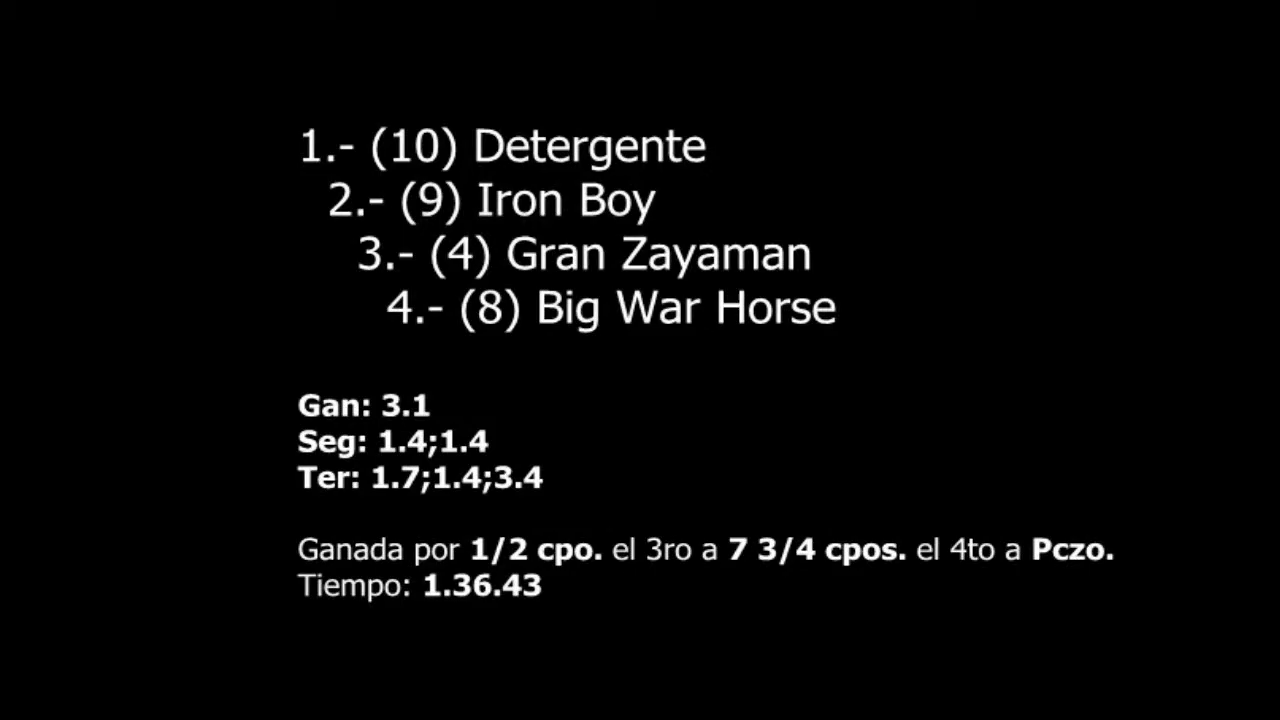 1.- (10) Detergente
2.- (9) Iron Boy
3.- (4) Gran Zayaman
4.- (8) Big War Horse
Gan: 3.1
Seg: 1.4;1.4
Ter: 1.7;1.4;3.4
Ganada por 1/2 cpo. el 3ro a 7 3/4 cpos. el 4to a Pczo.
Tiempo: 1.36.43